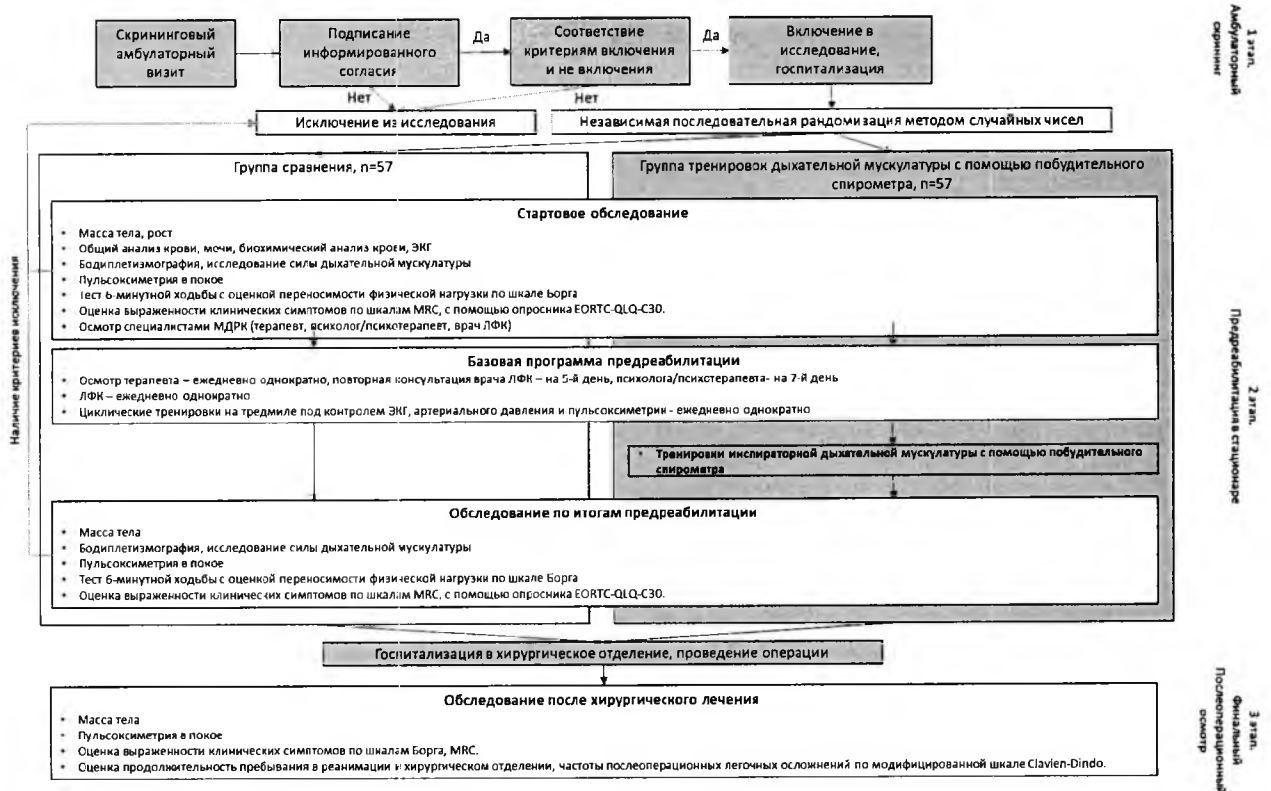 Скрининговый
амбулаторный
визит
Подписание
информированного
согласия
Да
Соответствие
критериям включения
и не включения
Да
Включение в
исследование,
госпитализация
1 этап.
Амбулаторный
скрининг
Нет
Нет
Исключение из исследования
Независимая последовательная рандомизация методом случайных чисел
Группа сравнения, n=57
Группа тренировок дыхательной мускулатуры с помощью побудительного
спирометра, n=57
Наличие критериев исключения
Стартовое обследование
• Масса тела, рост
• Общий анализ крови, мочи, биохимический анализ крови, ЭКГ
• Бодиплетизмография, исследование силы дыхательной мускулатуры
• Пульсоксиметрия в покое
• Тест 6-минутной ходьбы с оценкой переносимости физической нагрузки по шкале Борга
• Оценка выраженности клинических симптомов по шкалам MRC, с помощью опросника EORTC-QLQ-C30.
• Осмотр специалистами МДРК (терапевт, психолог/психотерапевт, врач ЛФК)
2 этап.
Предреабилитация в стационаре
Базовая программа предреабилитации
• Осмотр терапевта – ежедневно однократно, повторная консультация врача ЛФК – на 5-й день, психолога/психотерапевта- на 7-й день
• ЛФК – ежедневно однократно
• Циклические тренировки на тредмиле под контролем ЭКГ, артериального давления и пульсоксиметрии - ежедневно однократно
• Тренировки инспираторной дыхательной мускулатуры с помощью побудительного
спирометра
Обследование по итогам предреабилитации
• Масса тела
• Бодиплетизмография, исследование силы дыхательной мускулатуры
• Пульсоксиметрия в покое
• Тест 6-минутной ходьбы с оценкой переносимости физической нагрузки по шкале Борга
• Оценка выраженности клинических симптомов по шкалам MRC, с помощью опросника EORTC-QLQ-C30.
Госпитализация в хирургическое отделение, проведение операции
3 этап.
Финальный
Послеоперационный
осмотр
Обследование после хирургического лечения
• Масса тела
• Пульсоксиметрия в покое
• Оценка выраженности клинических симптомов по шкалам Борга, MRC.
• Оценка продолжительность пребывания в реанимации и хирургическом отделении, частоты послеоперационных легочных осложнений по модифицированной шкале Clavien-Dindo.